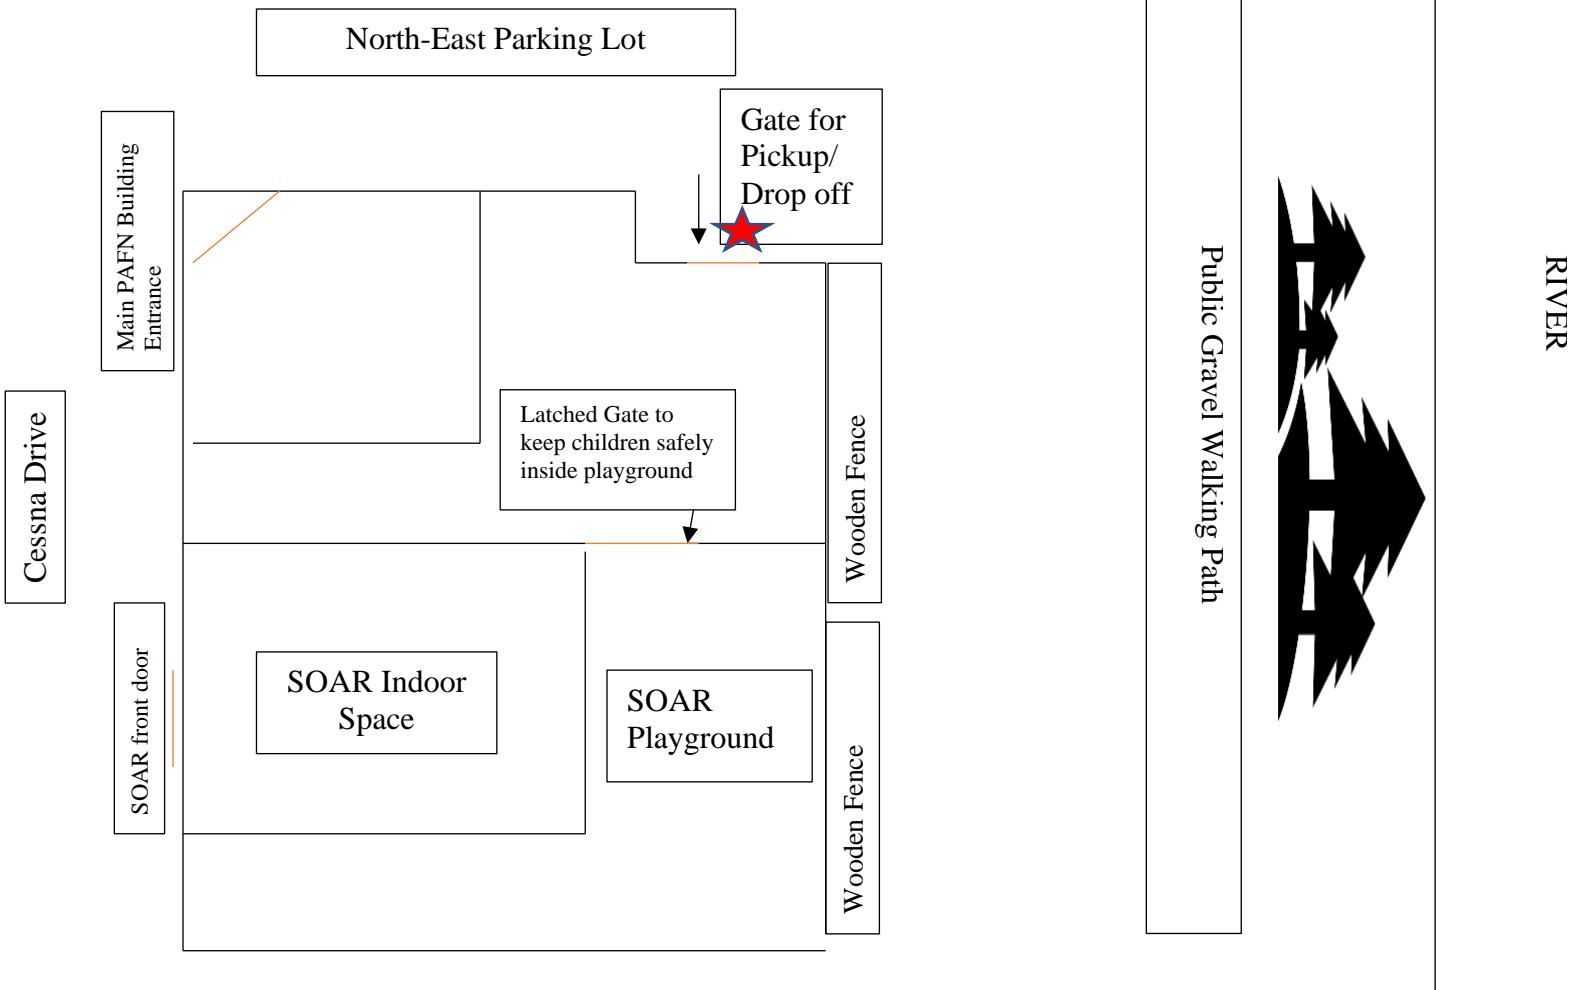 North-East Parking Lot
Gate for
Pickup/
Drop off
Main PAFN Building
Entrance
Public Gravel Walking Path
RIVER
Cessna Drive
Latched Gate to
keep children safely
inside playground
Wooden Fence
SOAR front door
SOAR Indoor
Space
SOAR
Playground
Wooden Fence